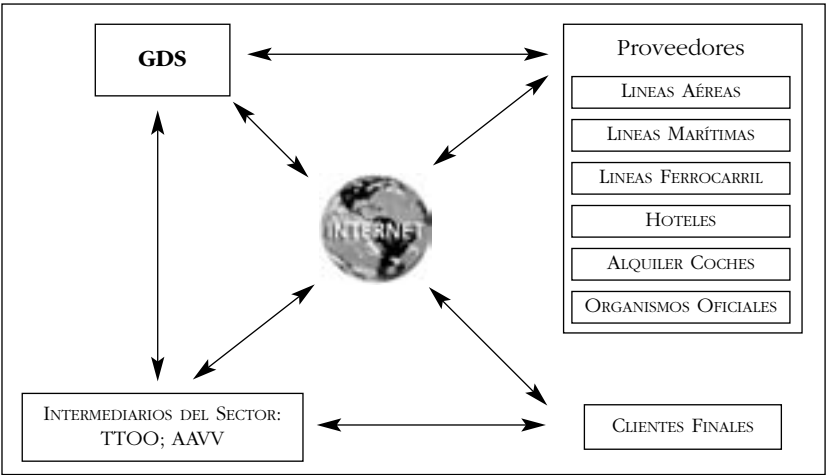 GDS
Proveedores
LINEAS AÉREAS
LINEAS MARÍTIMAS
LINEAS FERROCARRIL
HOTELES
ALQUILER COCHES
ORGANISMOS OFICIALES
INTERNET
INTERMEDIARIOS DEL SECTOR:
TTOO; AAVV
CLIENTES FINALES